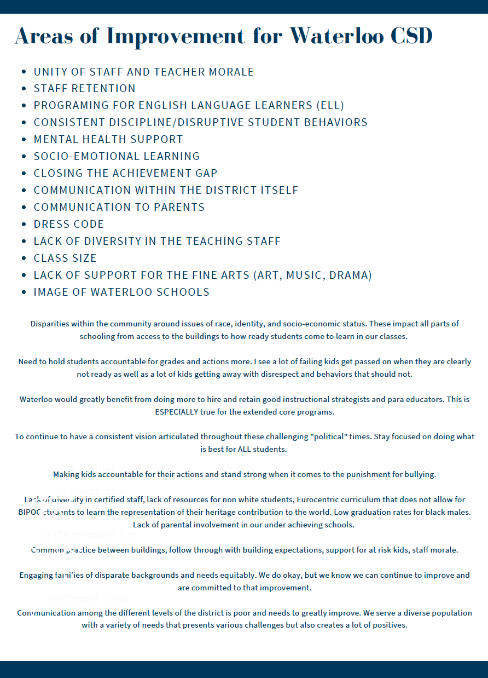 Areas of Improvement for Waterloo CSD
• UNITY OF STAFF AND TEACHER MORALE
• STAFF RETENTION
• PROGRAMING FOR ENGLISH LANGUAGE LEARNERS (ELL)
• CONSISTENT DISCIPLINE/DISRUPTIVE STUDENT BEHAVIORS
• MENTAL HEALTH SUPPORT
• SOCIO-EMOTIONAL LEARNING
• CLOSING THE ACHIEVEMENT GAP
• COMMUNICATION WITHIN THE DISTRICT ITSELF
• COMMUNICATION TO PARENTS
• DRESS CODE
• LACK OF DIVERSITY IN THE TEACHING STAFF
• CLASS SIZE
• LACK OF SUPPORT FOR THE FINE ARTS (ART, MUSIC, DRAMA)
• IMAGE OF WATERLOO SCHOOLS
Disparities within the community around issues of race, identity, and socio-economic status. These impact all parts of
schooling from access to the buildings to how ready students come to learn in our classes.
Need to hold students accountable for grades and actions more. I see a lot of failing kids get passed on when they are clearly
not ready as well as a lot of kids getting away with disrespect and behaviors that should not.
Waterloo would greatly benefit from doing more to hire and retain good instructional strategists and para educators. This is
ESPECIALLY true for the extended core programs.
To continue to have a consistent vision articulated throughout these challenging "political" times. Stay focused on doing what
is best for ALL students.
Making kids accountable for their actions and stand strong when it comes to the punishment for bullying.
Lack of diversity in certified staff, lack of resources for non white students, Eurocentric curriculum that does not allow for
BIPOC students to learn the representation of their heritage contribution to the world. Low graduation rates for black males.
Lack of parental involvement in our under achieving schools.
Common practice between buildings, follow through with building expectations, support for at risk kids, staff morale.
Engaging families of disparate backgrounds and needs equitably. We do okay, but we know we can continue to improve and
are committed to that improvement.
Communication among the different levels of the district is poor and needs to greatly improve. We serve a diverse population
with a variety of needs that presents various challenges but also creates a lot of positives.